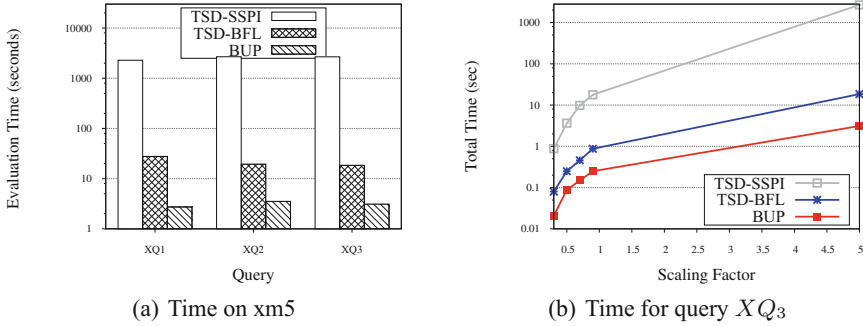 TSD-SSPI
TSD-BFL
BUP
Evaluation Time (seconds)
10000
1000
100
10
1
XQ1 XQ2 XQ3
Query
(a) Time on xm5
Total Time (sec)
1000
100
10
1
0.1
0.01
TSD-SSPI
TSD-BFL
BUP
0.5 1 1.5 2 2.5 3 3.5 4 4.5 5
Scaling Factor
(b) Time for query XQ3